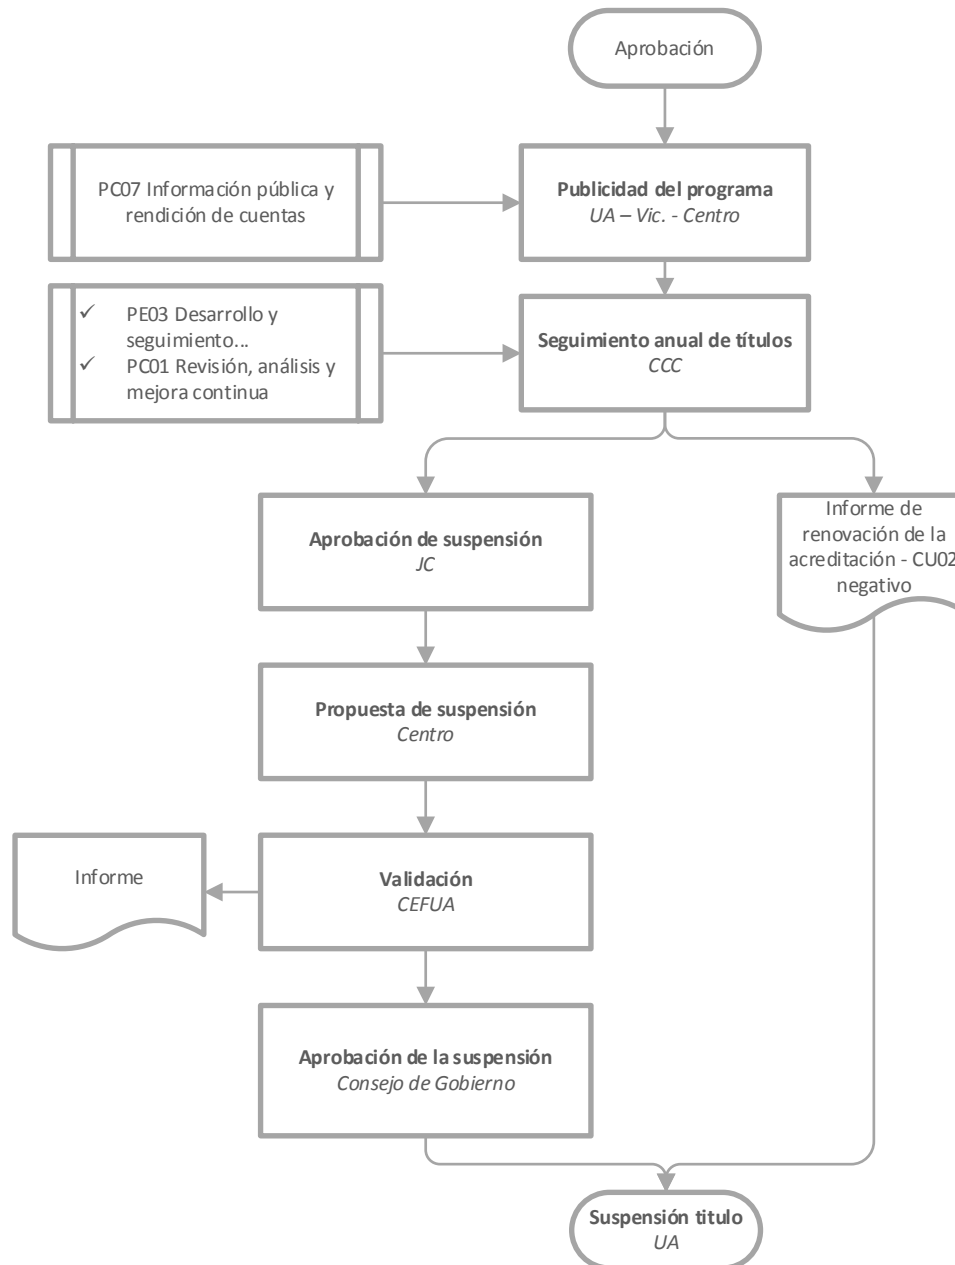 Aprobación
PC07 Información pública y
rendición de cuentas
Publicidad del programa
UA – Vic. - Centro
✓ PE03 Desarrollo y
seguimiento...
✓ PC01 Revisión, análisis y
mejora continua
Seguimiento anual de títulos
CCC
Aprobación de suspensión
JC
Informe de
renovación de la
acreditación - CU02
negativo
Propuesta de suspensión
Centro
Informe
Validación
CEFUA
Aprobación de la suspensión
Consejo de Gobierno
Suspensión titulo
UA